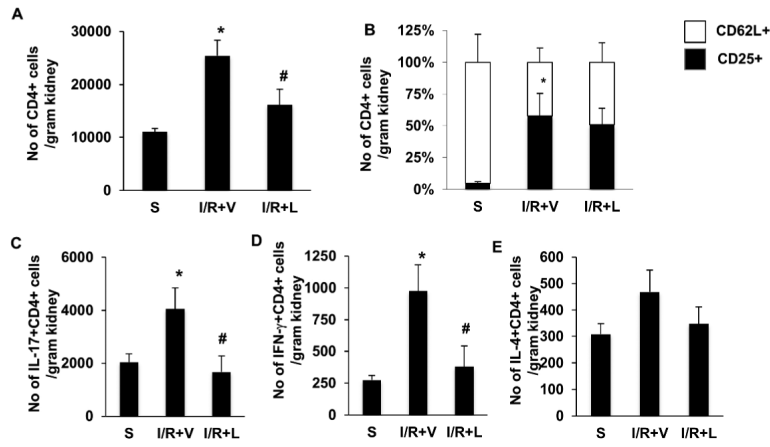 A
No of CD4+ cells
/gram kidney
30000
20000
10000
0
*
#
S I/R+V I/R+L
B
No of CD4+ cells
/gram kidney
125%
100%
75%
50%
25%
0%
*
S I/R+V I/R+L
CD62L+
CD25+
C
No of IL-17+CD4+ cells
/gram kidney
6000
4000
2000
0
*
#
S I/R+V I/R+L
D
No of IFN-γ+CD4+ cells
/gram kidney
1250
1000
750
500
250
0
*
#
S I/R+V I/R+L
E
No of IL-4+CD4+ cells
/gram kidney
600
500
400
300
200
100
0
S I/R+V I/R+L